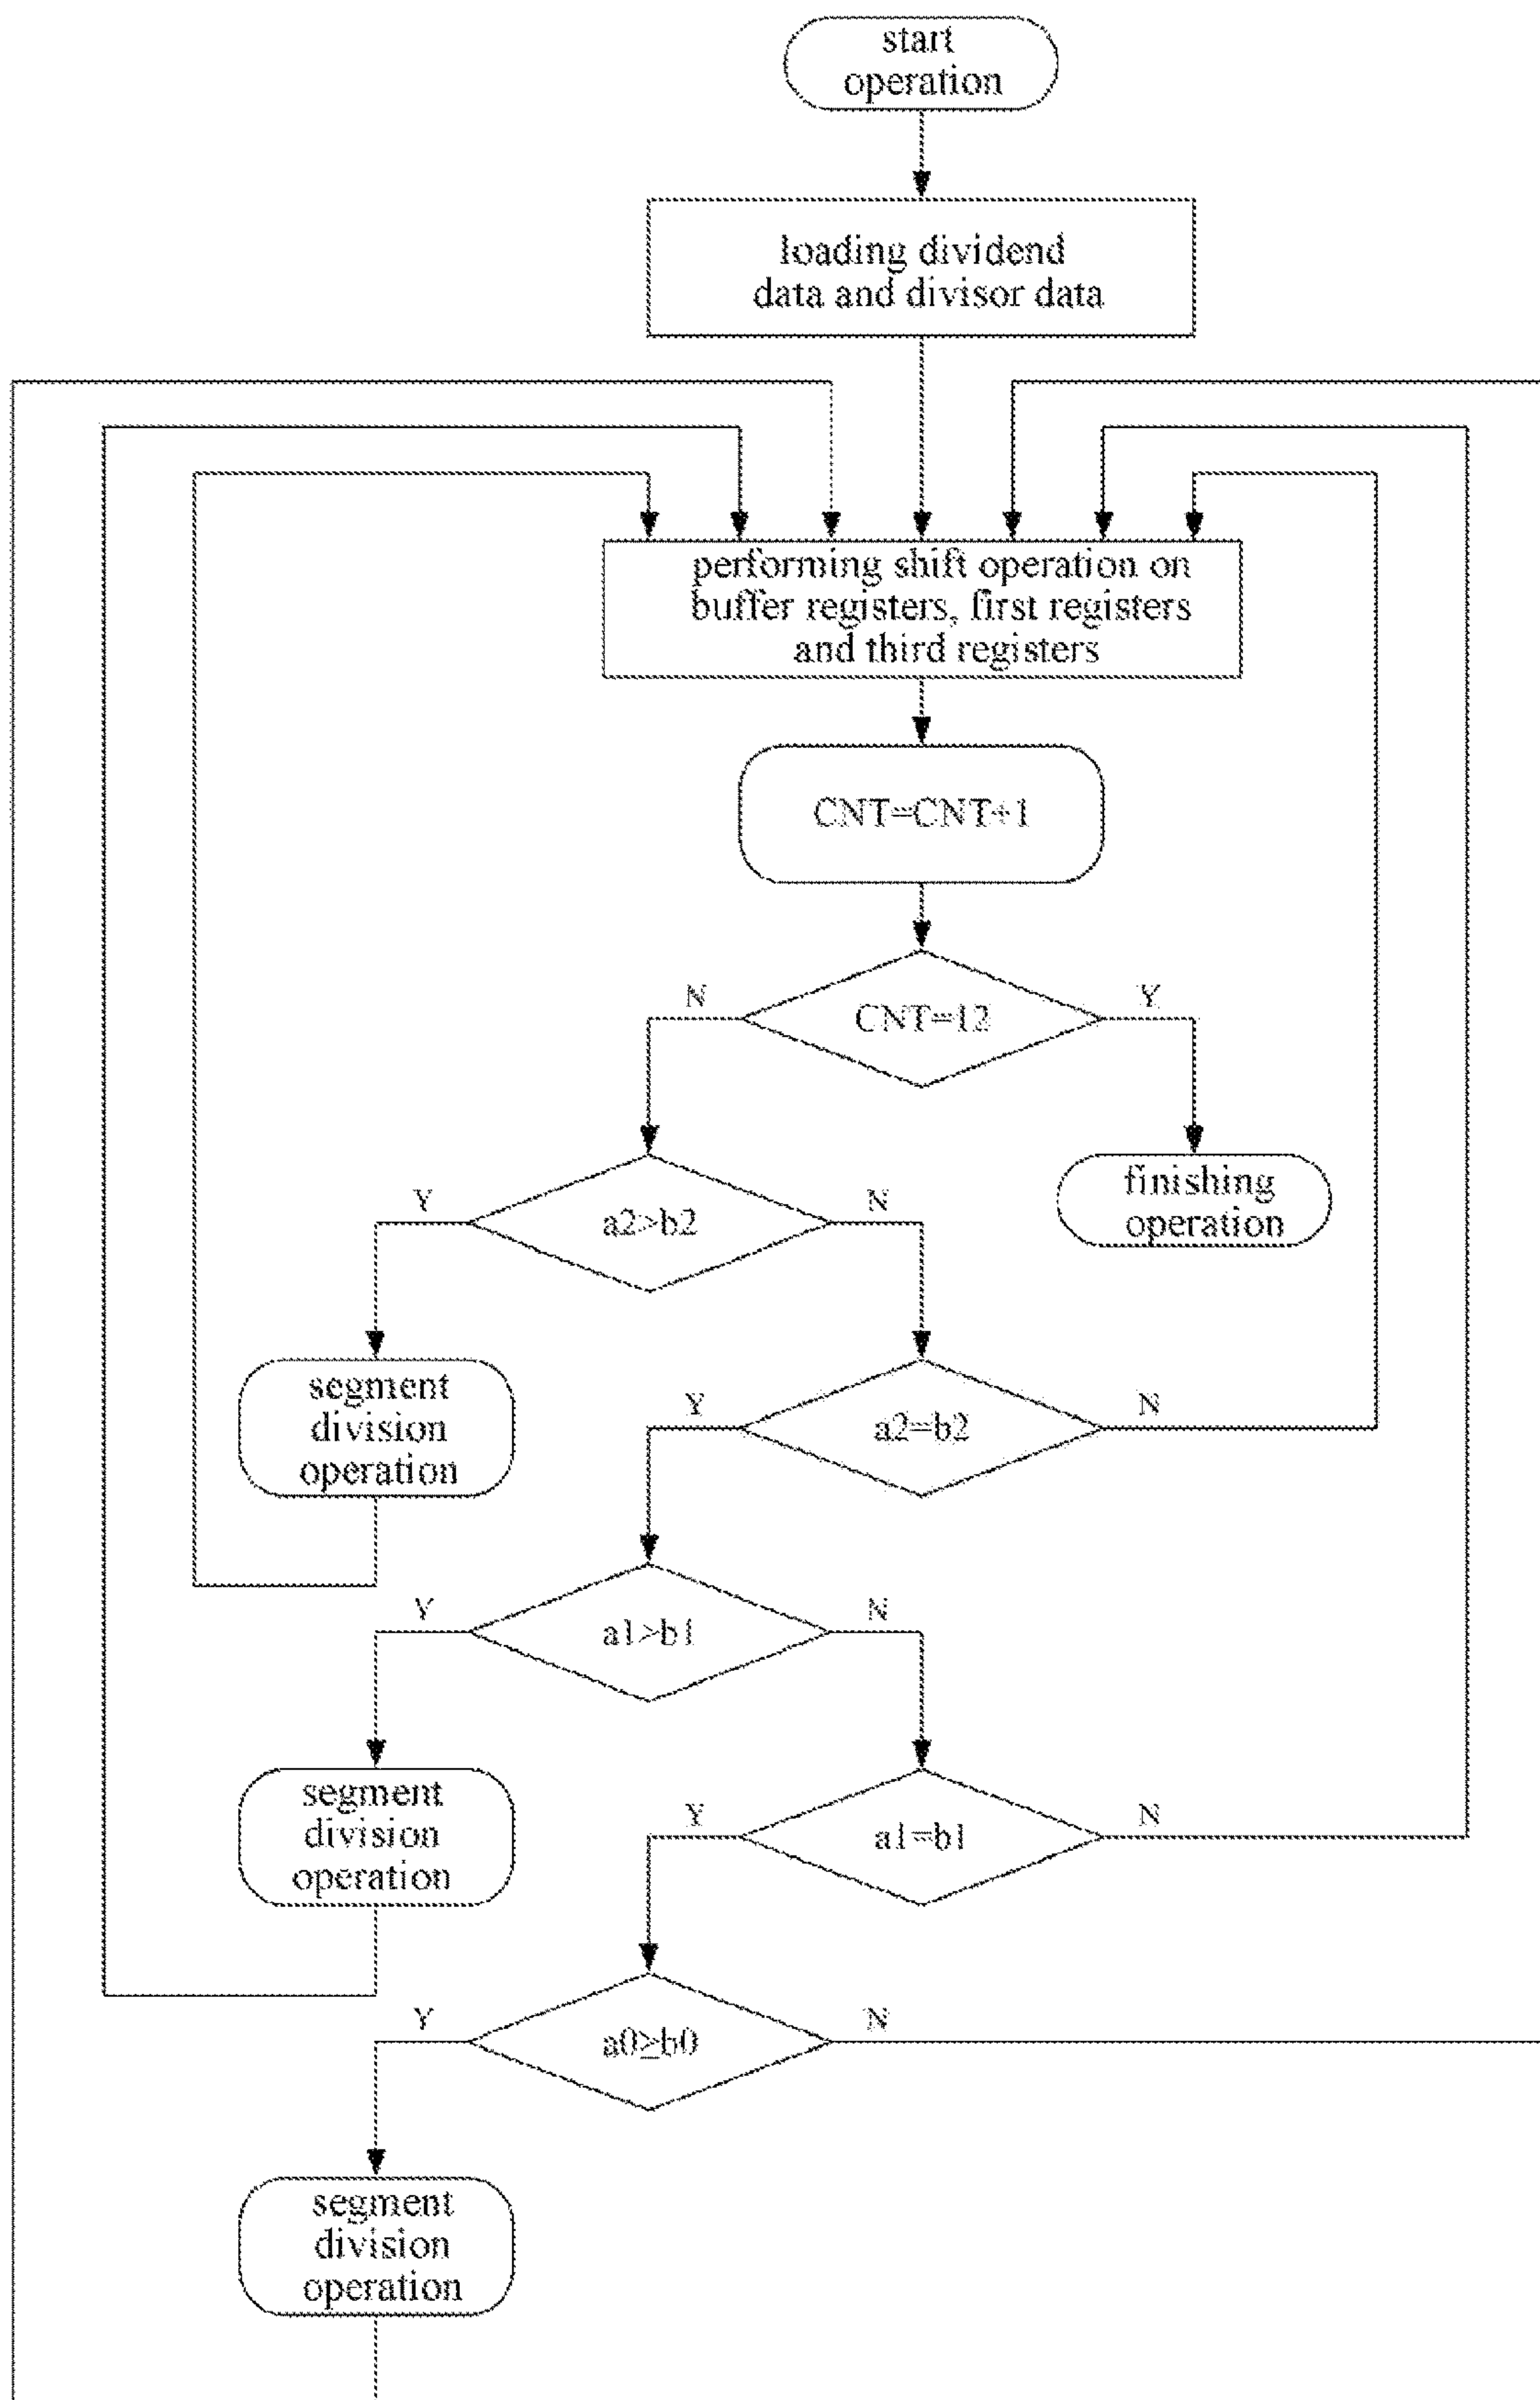 start
operation
loading dividend
data and divisor data
performing shift operation on
buffer registers, first registers
and third registers
CNT=CNT+1
N
Y
CNT=12
finishing
operation
Y
N
a2>b2
segment
division
operation
Y
N
a2=b2
Y
N
a1>b1
segment
division
operation
Y
N
a1=b1
Y
N
a0≥b0
segment
division
operation